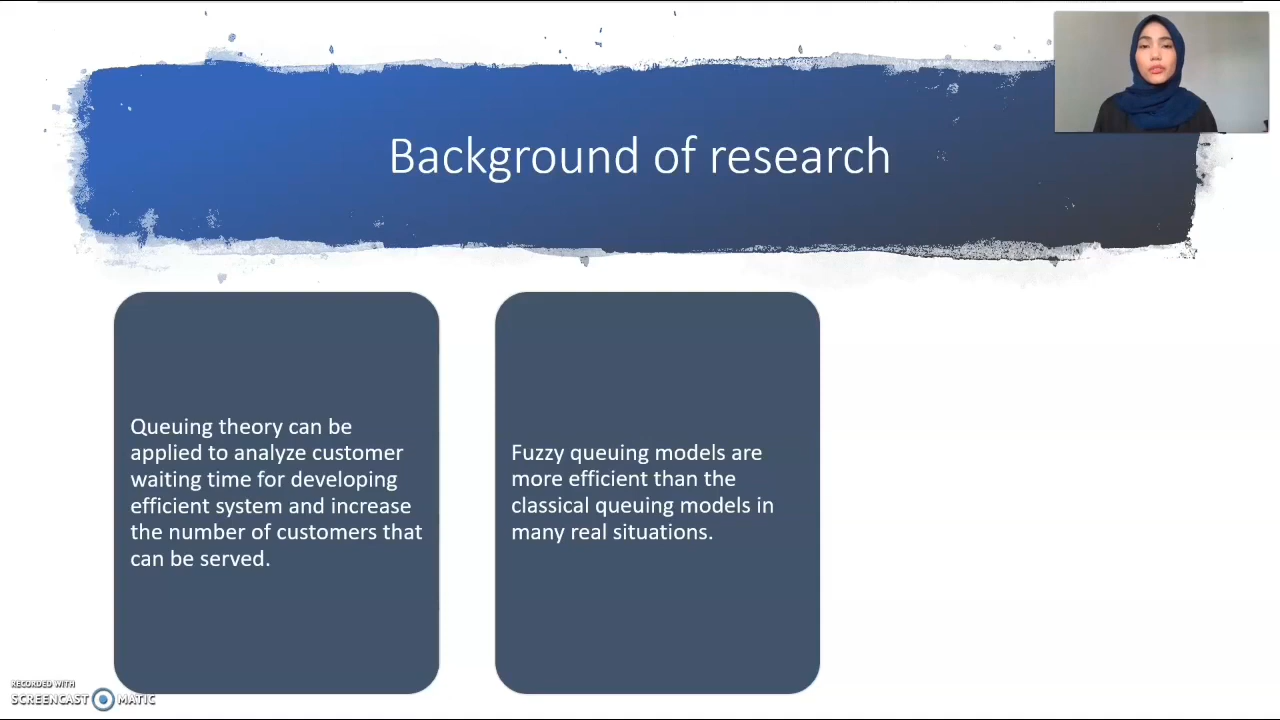 Background of research
Queuing theory can be
applied to analyze customer
waiting time for developing
efficient system and increase
the number of customers that
can be served.
Fuzzy queuing models are
more efficient than the
classical queuing models in
many real situations.
RECORDED WITH
SCREENCAST MATIC